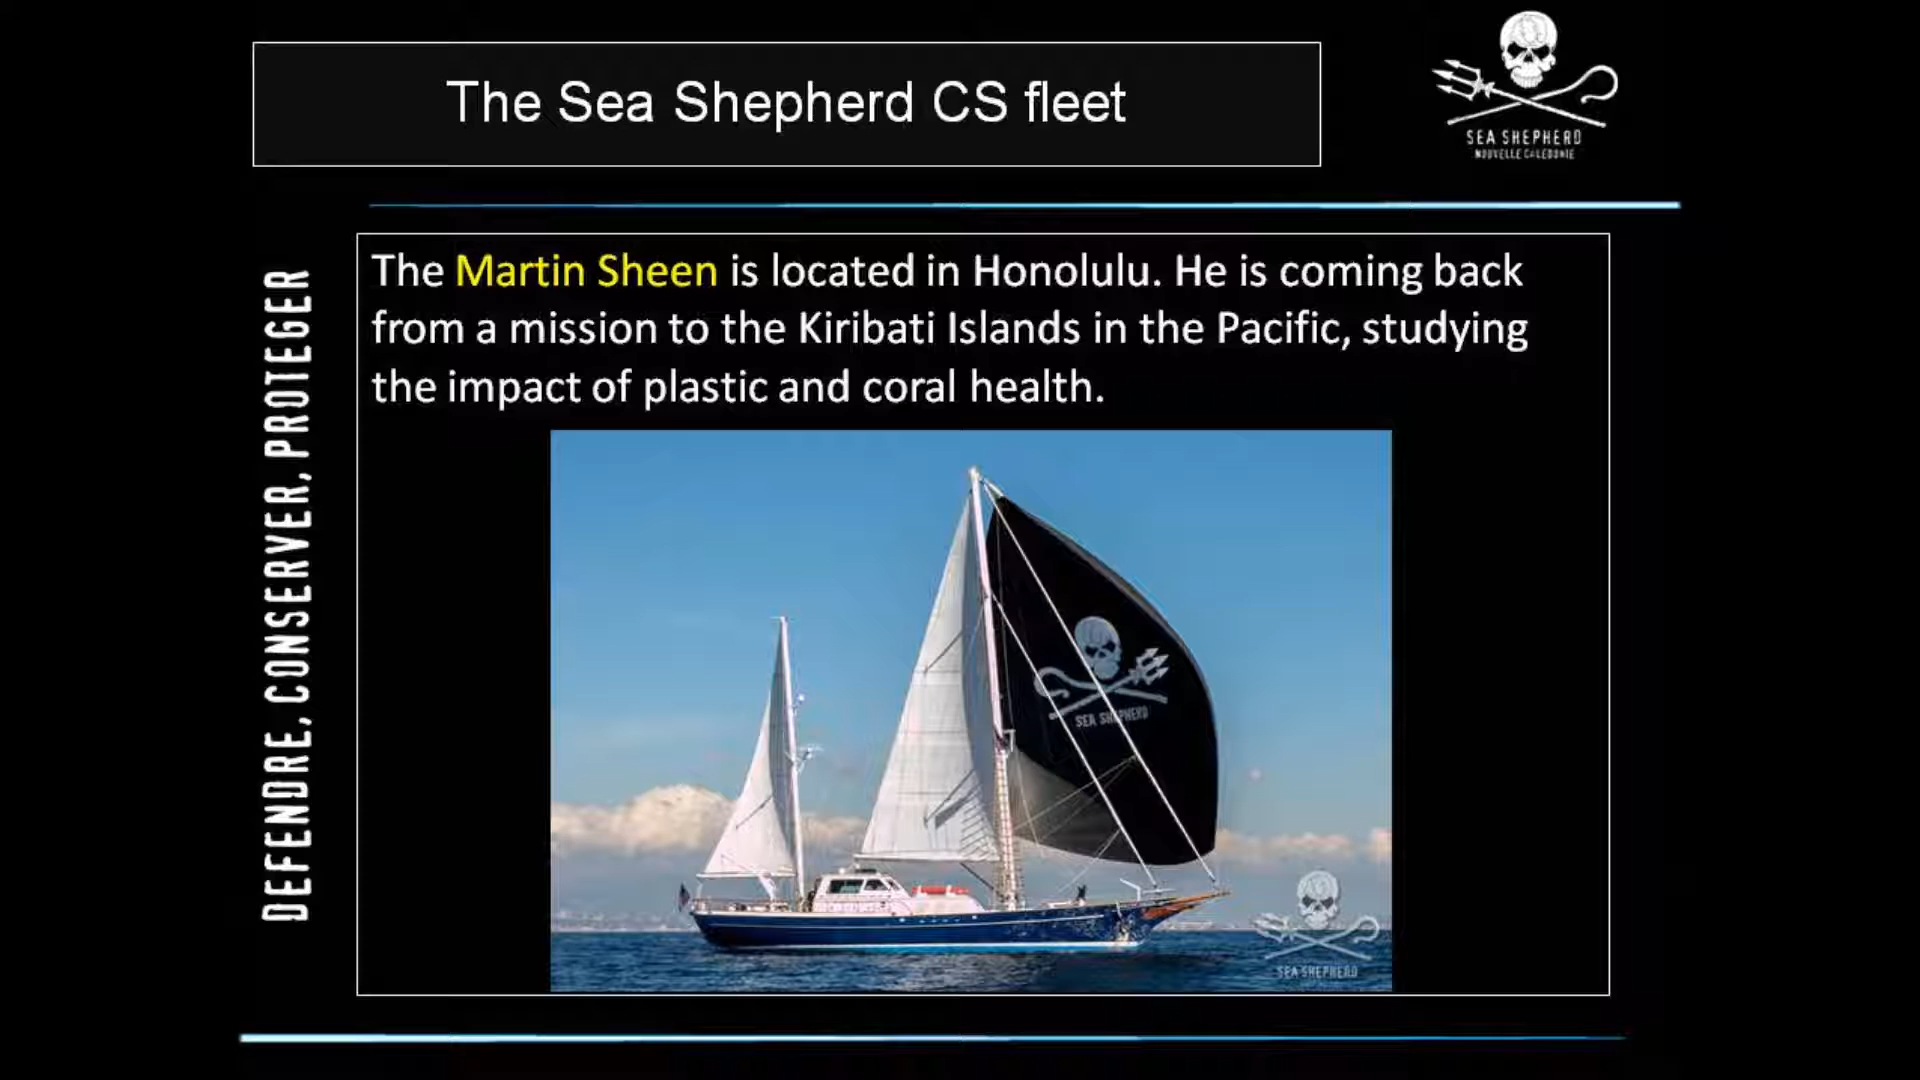 The Sea Shepherd CS fleet
SEA SHEPHERD
NOUVELLE CALEDONIE
DEFENDRE, CONSERVER, PROTEGER
The Martin Sheen is located in Honolulu. He is coming back
from a mission to the Kiribati Islands in the Pacific, studying
the impact of plastic and coral health.
SEA SHEPHERD
SEA SHEPHERD